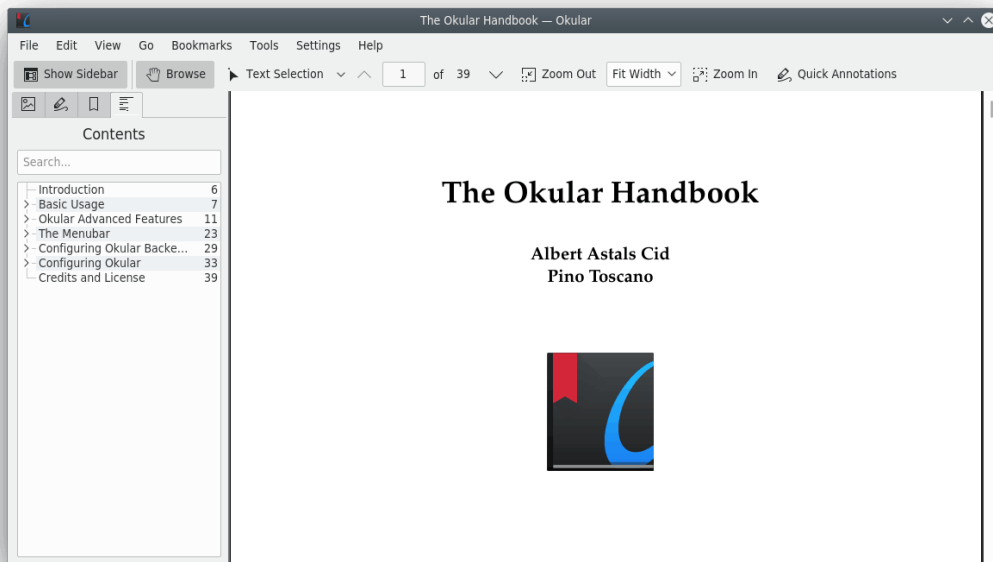 The Okular Handbook — Okular
File Edit View Go Bookmarks Tools Settings Help
Show Sidebar Browse Text Selection 1 of 39 Zoom Out Fit Width Zoom In Quick Annotations
Contents
Search...
Introduction 6
Basic Usage 7
Okular Advanced Features 11
The Menubar 23
Configuring Okular Backe... 29
Configuring Okular 33
Credits and License 39
The Okular Handbook
Albert Astals Cid
Pino Toscano